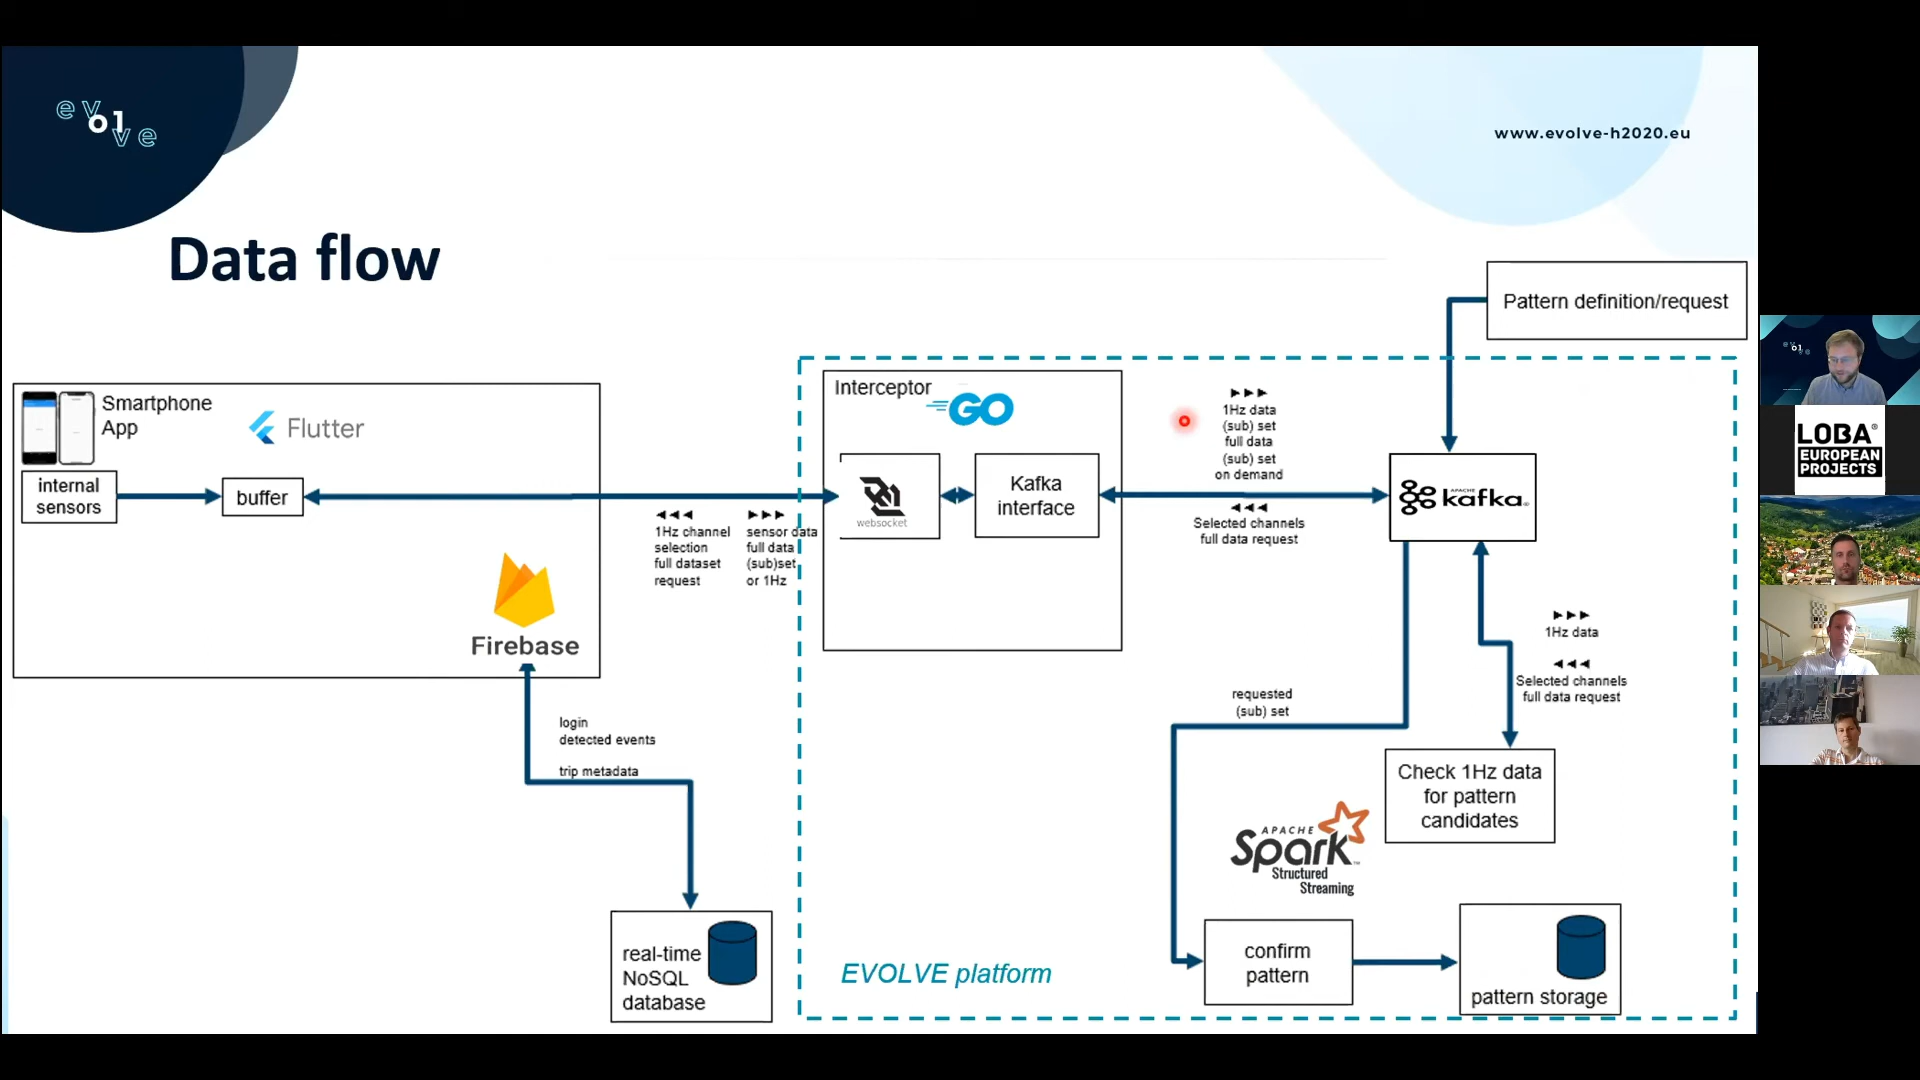 evolve
www.evolve-h2020.eu
Data flow
Pattern definition/request
Smartphone
App
Flutter
internal
sensors
buffer
Firebase
◄◄◄
1Hz channel
selection
full dataset
request
►►►
sensor data
full data
(sub)set
or 1Hz
login
detected events
trip metadata
real-time
NoSQL
database
Interceptor
GO
websocket
Kafka
interface
►►►
1Hz data
(sub) set
full data
(sub) set
on demand
◄◄◄
Selected channels
full data request
APACHE
kafka
►►►
1Hz data
◄◄◄
Selected channels
full data request
requested
(sub) set
Check 1Hz data
for pattern
candidates
APACHE
Spark™
Structured
Streaming
confirm
pattern
pattern storage
EVOLVE platform
LOBA®
EUROPEAN
PROJECTS